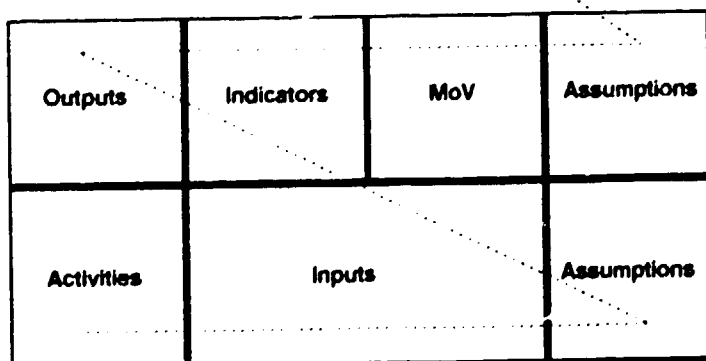 Outputs Indicators MoV Assumptions
Activities Inputs Assumptions